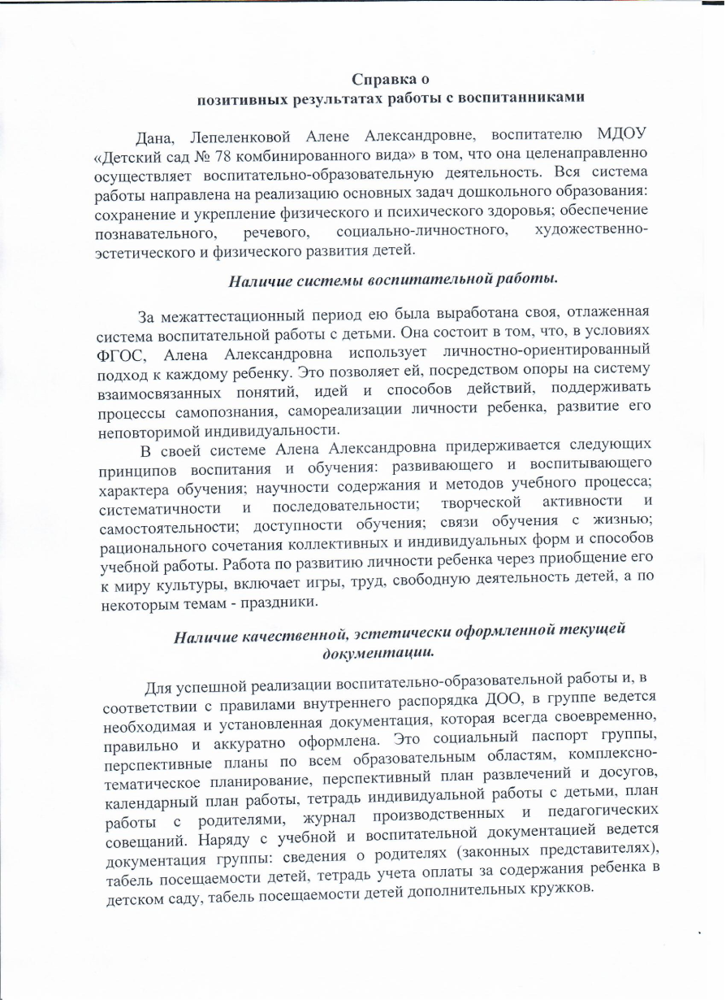 Справка о
позитивных результатах работы с воспитанниками
Дана, Лепеленковой Алене Александровне, воспитателю МДОУ
«Детский сад № 78 комбинированного вида» в том, что она целенаправленно
осуществляет воспитательно-образовательную деятельность. Вся система
работы направлена на реализацию основных задач дошкольного образования:
сохранение и укрепление физического и психического здоровья; обеспечение
познавательного, речевого, социально-личностного, художественно-
эстетического и физического развития детей.
Наличие системы воспитательной работы.
За межаттестационный период ею была выработана своя, отлаженная
система воспитательной работы с детьми. Она состоит в том, что, в условиях
ФГОС, Алена Александровна использует личностно-ориентированный
подход к каждому ребенку. Это позволяет ей, посредством опоры на систему
взаимосвязанных понятий, идей и способов действий, поддерживать
процессы самопознания, самореализации личности ребенка, развитие его
неповторимой индивидуальности.
В своей системе Алена Александровна придерживается следующих
принципов воспитания и обучения: развивающего и воспитывающего
характера обучения; научности содержания и методов учебного процесса;
систематичности и последовательности; творческой активности и
самостоятельности; доступности обучения; связи обучения с жизнью;
рационального сочетания коллективных и индивидуальных форм и способов
учебной работы. Работа по развитию личности ребенка через приобщение его
к миру культуры, включает игры, труд, свободную деятельность детей, а по
некоторым темам - праздники.
Наличие качественной, эстетически оформленной текущей
документации.
Для успешной реализации воспитательно-образовательной работы и, в
соответствии с правилами внутреннего распорядка ДОО, в группе ведется
необходимая и установленная документация, которая всегда своевременно,
правильно и аккуратно оформлена. Это социальный паспорт группы,
перспективные планы по всем образовательным областям, комплексно-
тематическое планирование, перспективный план развлечений и досугов,
календарный план работы, тетрадь индивидуальной работы с детьми, план
работы с родителями, журнал производственных и педагогических
совещаний. Наряду с учебной и воспитательной документацией ведется
документация группы: сведения о родителях (законных представителях),
табель посещаемости детей, тетрадь учета оплаты за содержания ребенка в
детском саду, табель посещаемости детей дополнительных кружков.